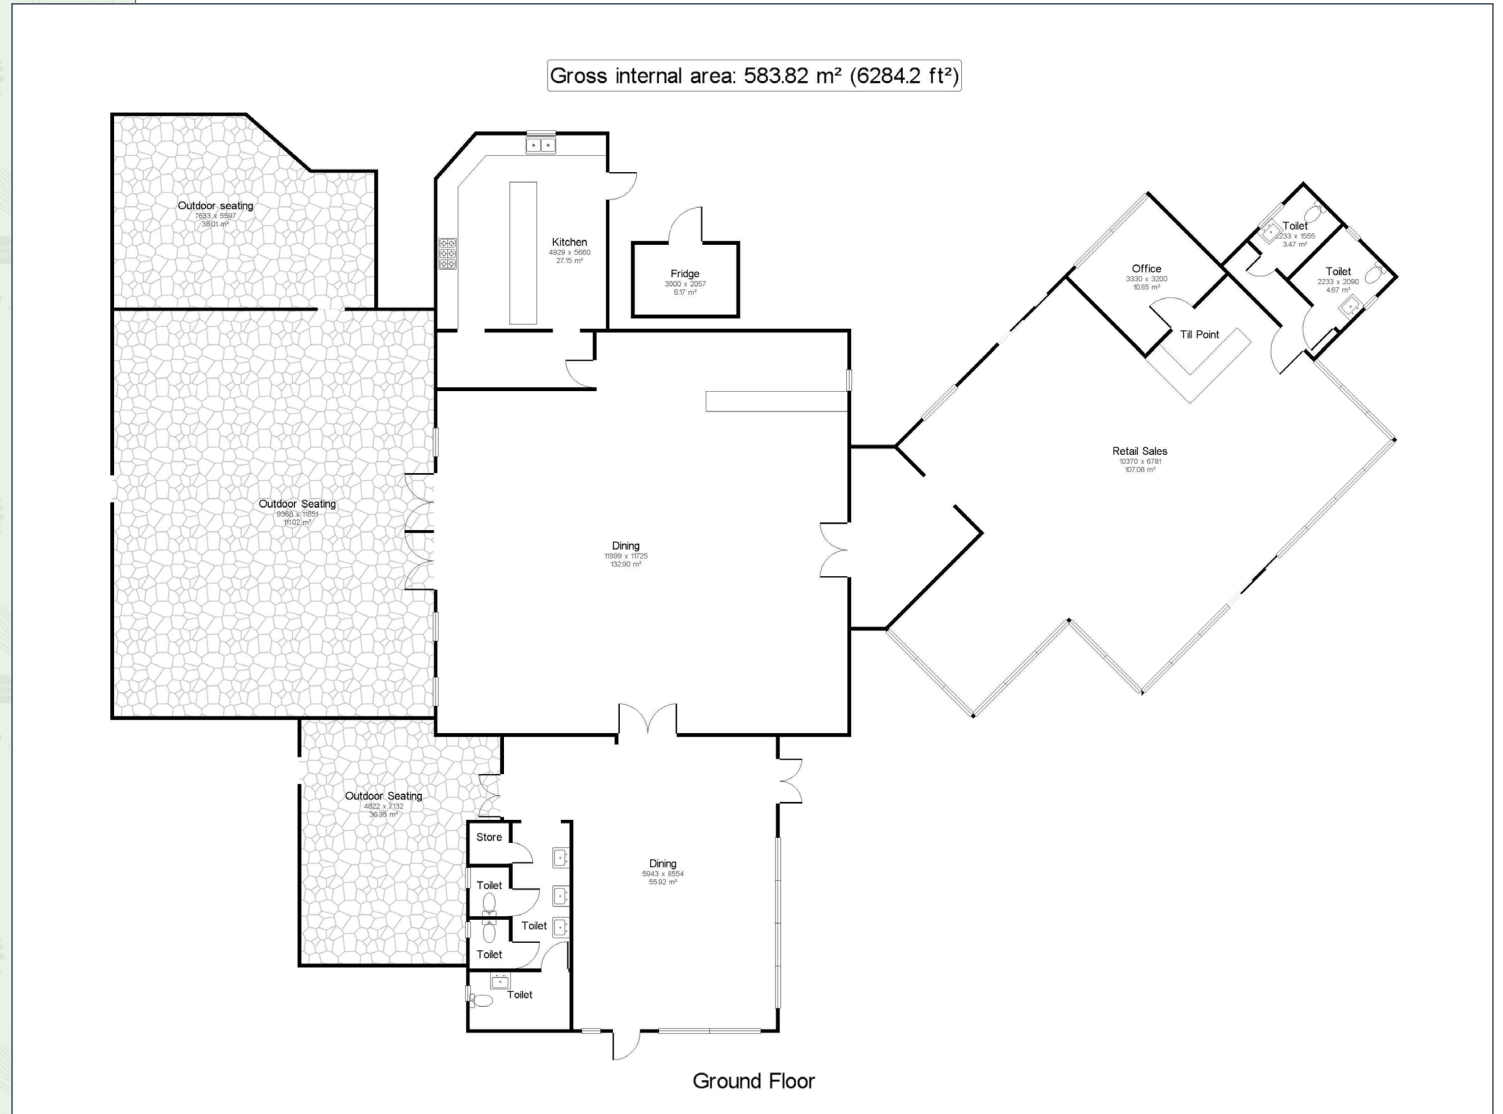 Gross internal area: 583.82 m² (6284.2 ft²)
Outdoor seating
7633 x 5597
38.01 m²
Kitchen
4929 x 5660
27.15 m²
Fridge
3000 x 2057
6.17 m²
Office
3330 x 3200
10.65 m²
Toilet
2233 x 1555
3.47 m²
Toilet
2233 x 2090
4.67 m²
Till Point
Retail Sales
10370 x 6781
107.08 m²
Outdoor Seating
9368 x 11851
111.02 m²
Dining
11999 x 11725
132.90 m²
Outdoor Seating
4822 x 7132
36.35 m²
Store
Toilet
Toilet
Toilet
Toilet
Dining
5943 x 8554
55.92 m²
Ground Floor